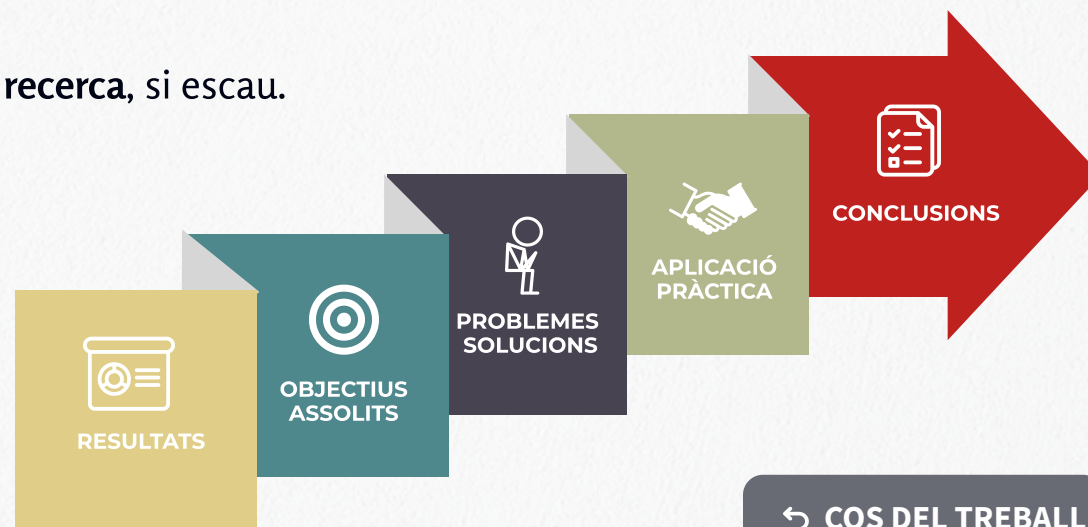 recerca, si escau.
CONCLUSIONS
APLICACIÓ
PRÀCTICA
PROBLEMES
SOLUCIONS
OBJECTIUS
ASSOLITS
RESULTATS
COS DEL TREBALL